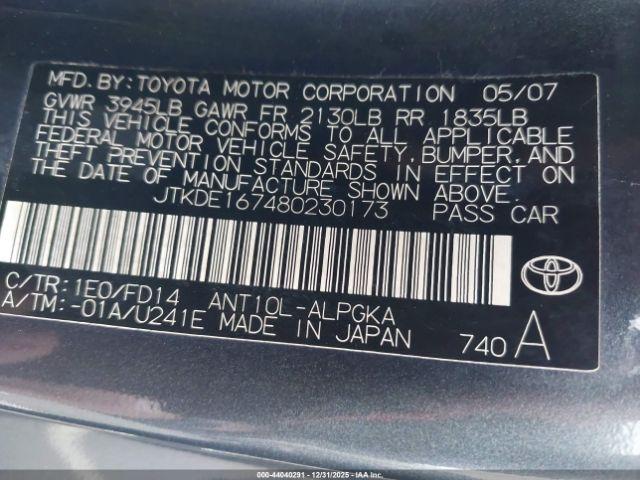 MFD. BY: TOYOTA MOTOR CORPORATION 05/07
GVWR 3945LB GAWR FR 2130LB RR 1835LB
THIS VEHICLE CONFORMS TO ALL APPLICABLE
FEDERAL MOTOR VEHICLE SAFETY, BUMPER, AND
THEFT PREVENTION STANDARDS IN EFFECT ON
THE DATE OF MANUFACTURE SHOWN ABOVE.
JTKDE167480230173 PASS CAR
C/TR: 1E0/FD14 ANT10L-ALPGKA
A/TM: -01A/U241E MADE IN JAPAN 740 A
000-44040291 - 12/31/2025 - IAA, Inc.